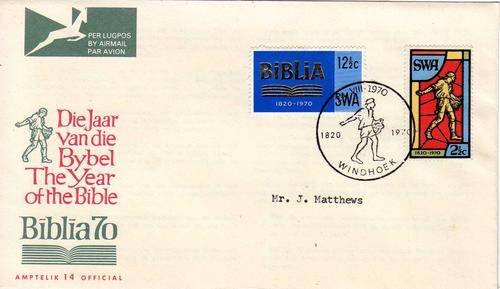 PER LUGPOS
BY AIRMAIL
PAR AVION
Die Jaar
van die
Bybel
The Year
of the Bible
Biblia 70
AMPTELIK 14 OFFICIAL
12½c
BIBLIA
1820-1970
SWA
SWA
1820-1970
2½c
VIII-1970
1820 1970
WINDHOEK
Mr. J. Matthews